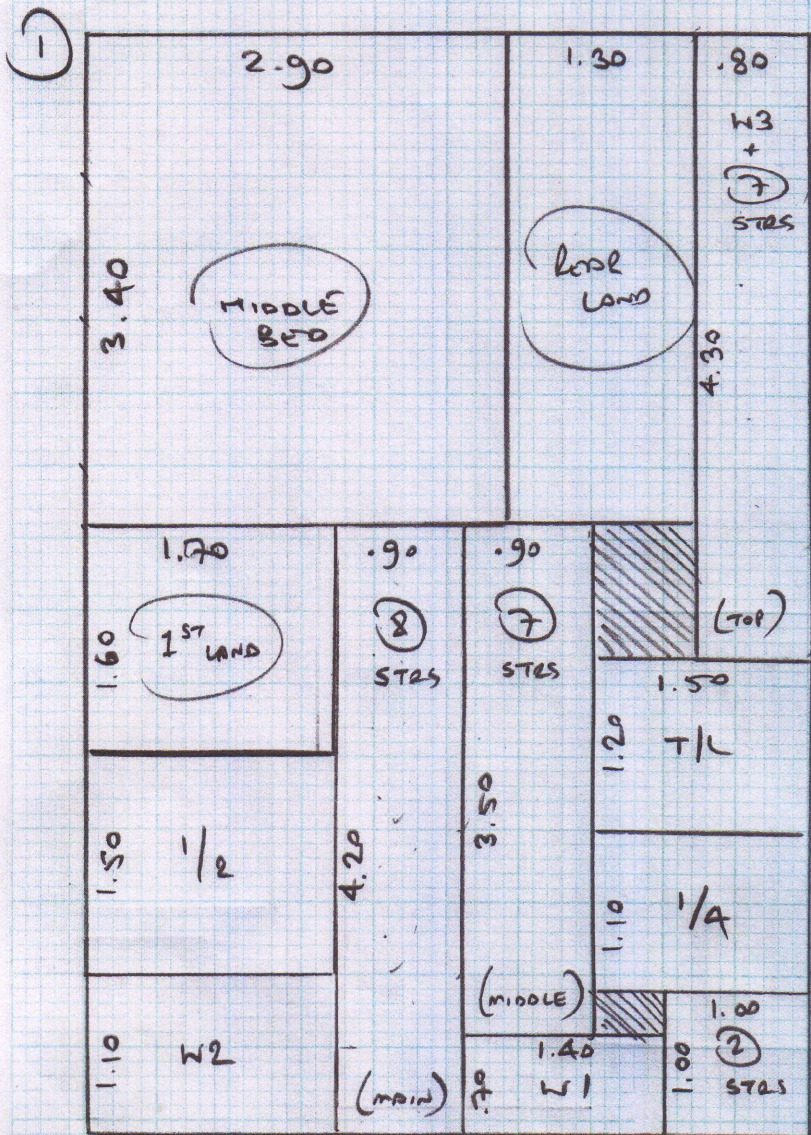 1
2.90
1.30
.80
W3
+
7
STRS
3.40
MIDDLE
BED
REAR
LAND
4.30
(TOP)
1.70
1.60
1ST LAND
.90
8
STRS
4.20
(MAIN)
.90
7
STRS
3.50
(MIDDLE)
1.50
1.20
T/L
1.50
1/2
1.10
1/4
1.10
W2
1.40
.70
W1
1.00
1.00
2
STRS